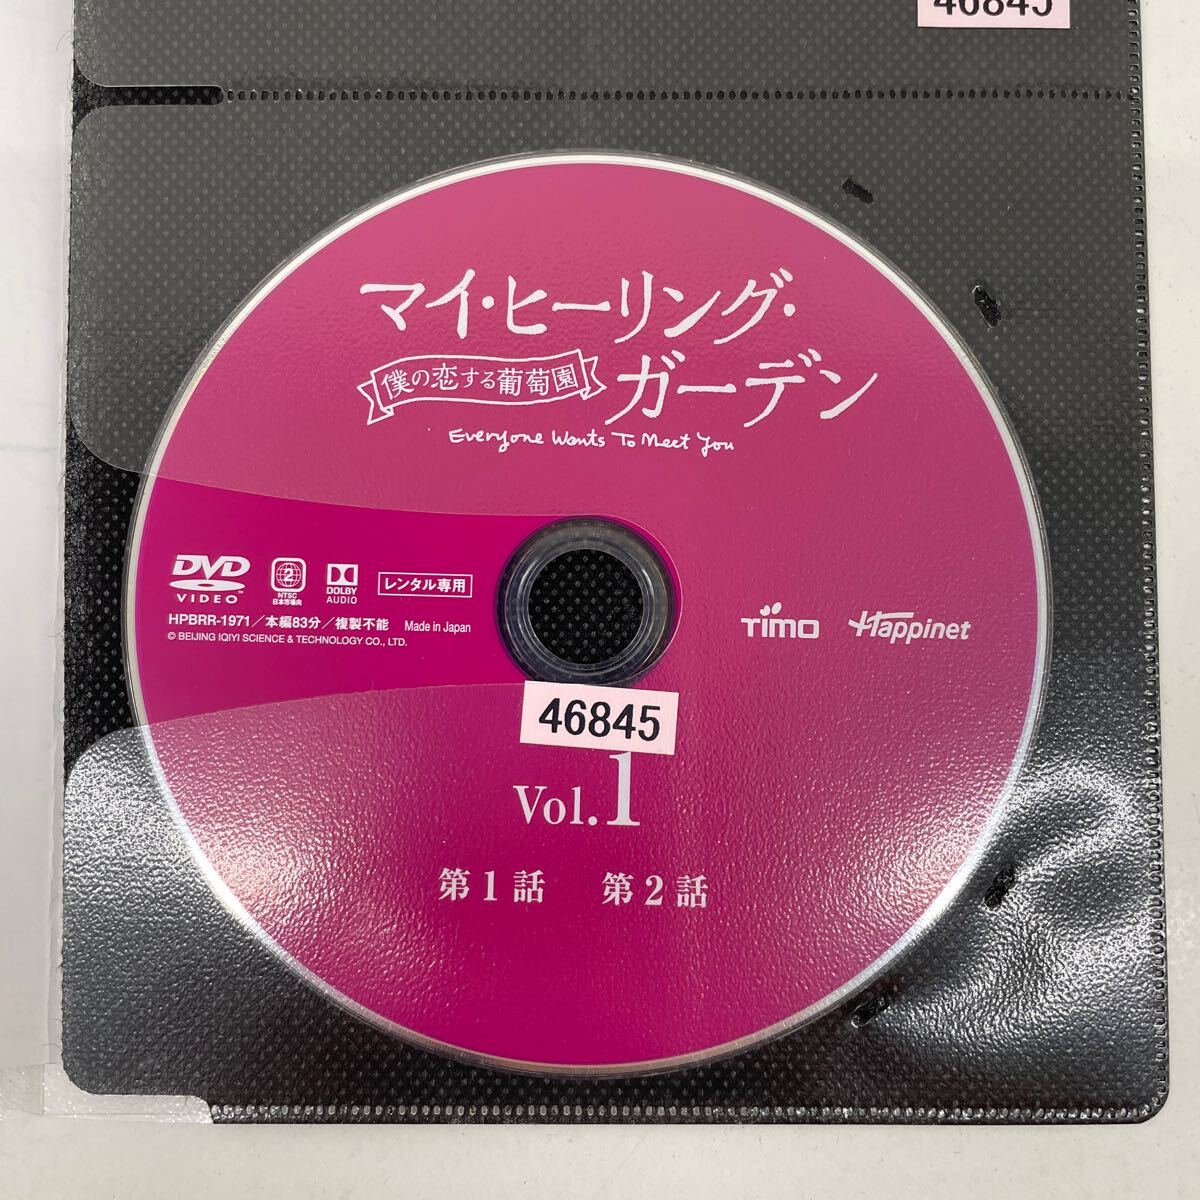 46845
マイ・ヒーリング・
僕の恋する葡萄園
ガーデン
Everyone Wants To Meet You
DVD VIDEO
2
NTSC
日本市場向
DOLBY
AUDIO
レンタル専用
HPBRR-1971／本編83分／複製不能 Made in Japan
© BEIJING IQIYI SCIENCE & TECHNOLOGY CO., LTD.
TIMO
Happinet
46845
Vol.1
第1話 第2話